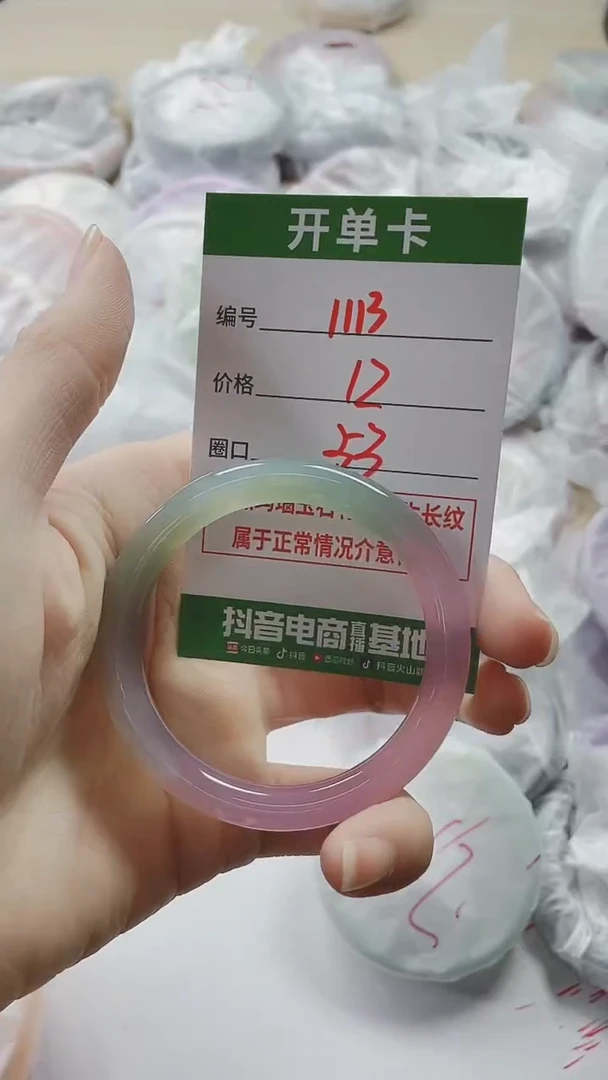 开单卡
编号 1113
价格 12
圈口 53
长纹
属于正常情况介意
抖音电商直播基地
今日头条 抖音 西瓜视频 抖音火山